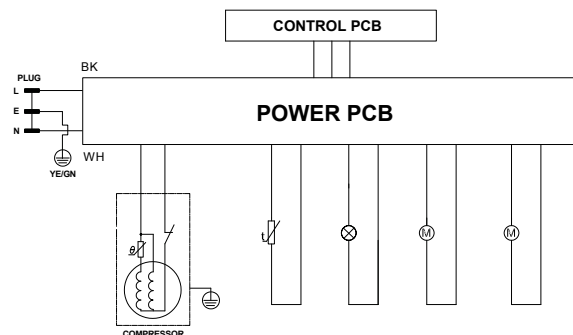 CONTROL PCB
BK
PLUG
L
POWER PCB
E
N
WH
YE/GN
θ
t
M
M
COMPRESSOR